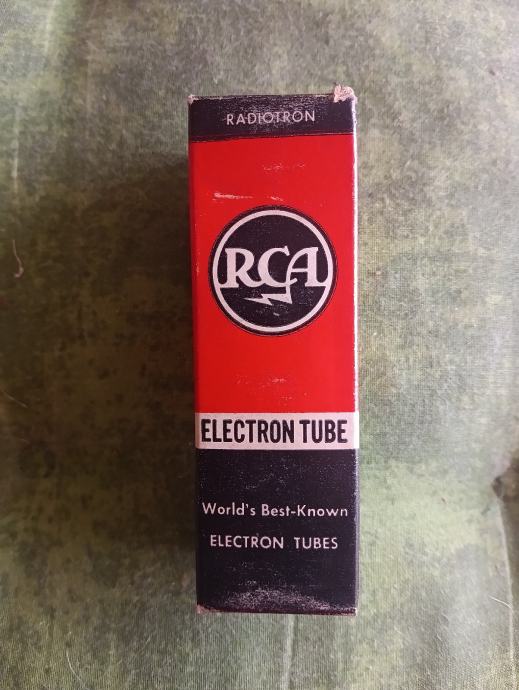 RADIOTRON
RCA
ELECTRON TUBE
World's Best-Known
ELECTRON TUBES